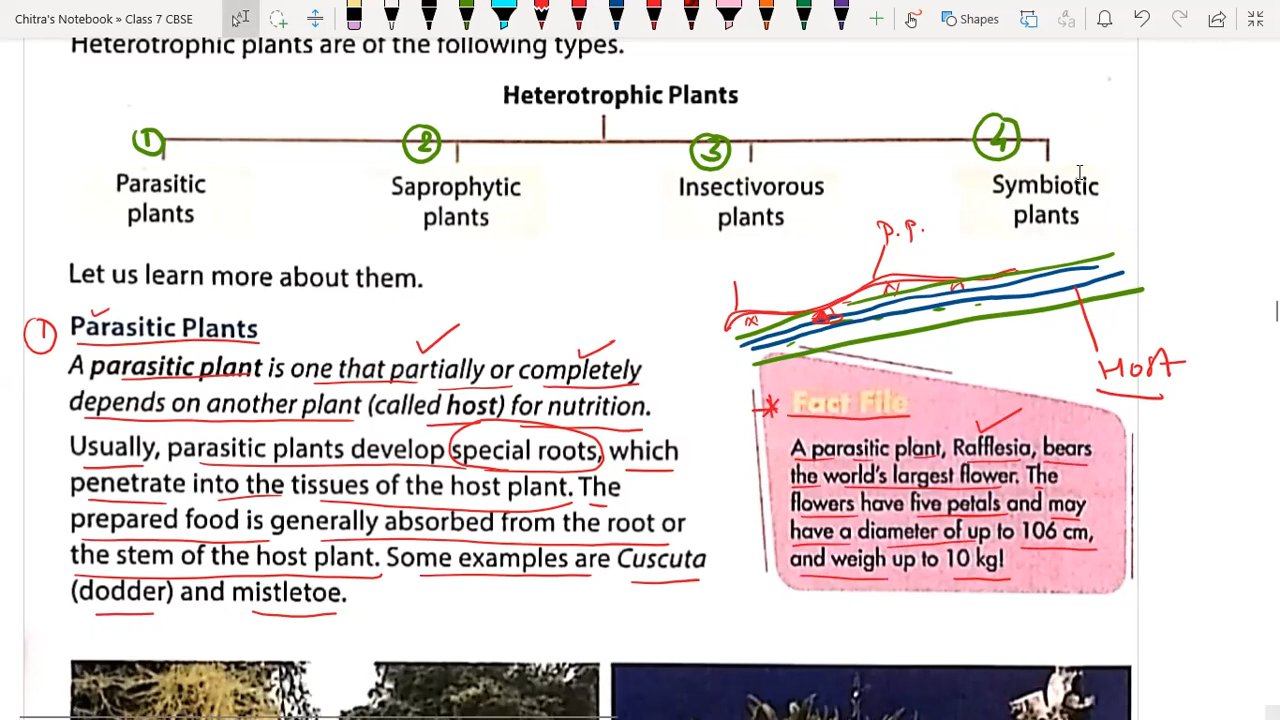 Chitra's Notebook » Class 7 CBSE
Shapes
Heterotrophic plants are of the following types.
Heterotrophic Plants
1 2 3 4
Parasitic plants
Saprophytic plants
Insectivorous plants
Symbiotic plants
P.P.
Let us learn more about them.
1 Parasitic Plants
A parasitic plant is one that partially or completely
depends on another plant (called host) for nutrition.
Usually, parasitic plants develop special roots, which
penetrate into the tissues of the host plant. The
prepared food is generally absorbed from the root or
the stem of the host plant. Some examples are Cuscuta
(dodder) and mistletoe.
HOST
Fact File
A parasitic plant, Rafflesia, bears
the world's largest flower. The
flowers have five petals and may
have a diameter of up to 106 cm,
and weigh up to 10 kg!